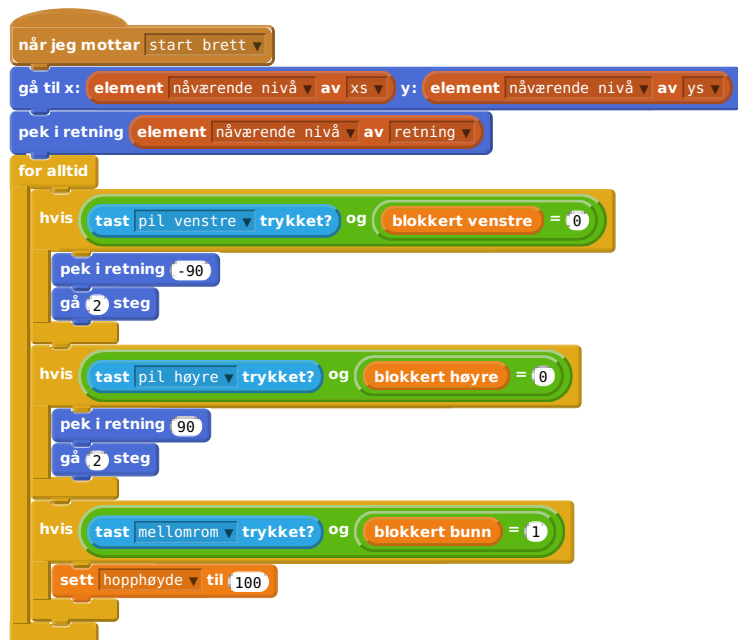 når jeg mottar start brett
gå til x: element nåværende nivå av xs y: element nåværende nivå av ys
pek i retning element nåværende nivå av retning
for alltid
hvis tast pil venstre trykket? og blokkert venstre = 0
pek i retning -90
gå 2 steg
hvis tast pil høyre trykket? og blokkert høyre = 0
pek i retning 90
gå 2 steg
hvis tast mellomrom trykket? og blokkert bunn = 1
sett hopphøyde til 100